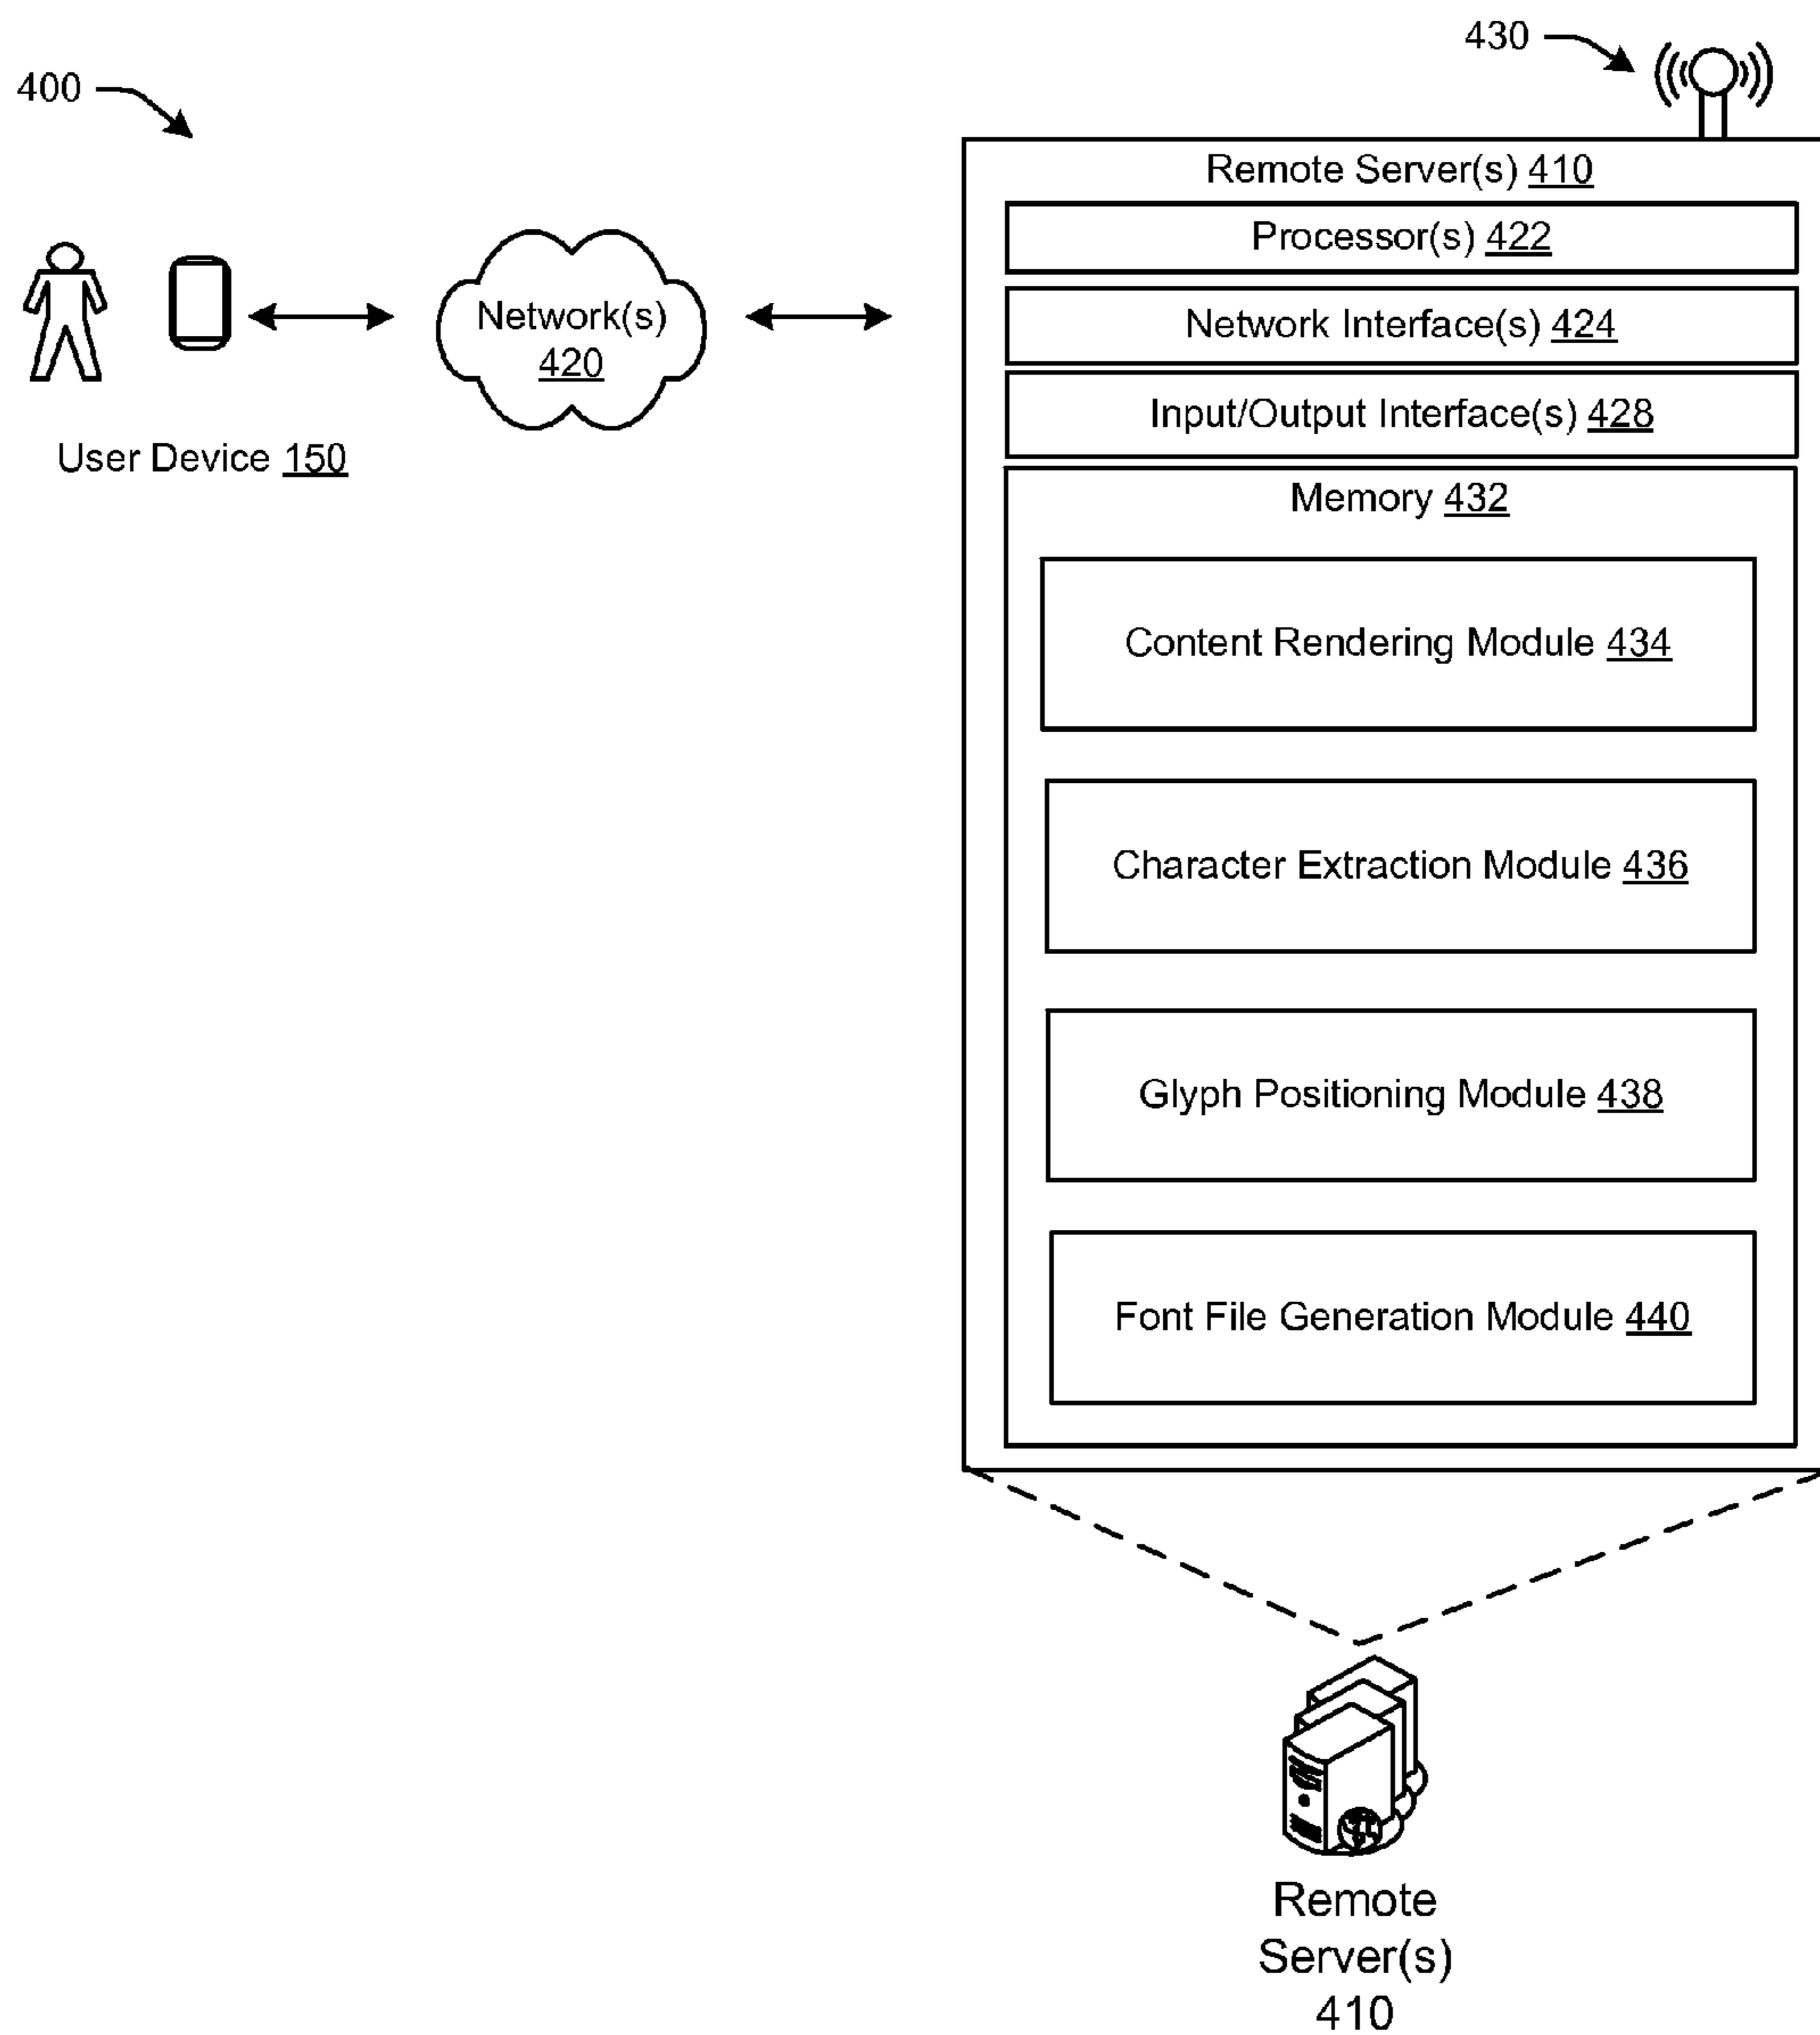 430
400
Remote Server(s) 410
Processor(s) 422
Network Interface(s) 424
Network(s)
420
Input/Output Interface(s) 428
User Device 150
Memory 432
Content Rendering Module 434
Character Extraction Module 436
Glyph Positioning Module 438
Font File Generation Module 440
Remote
Server(s)
410